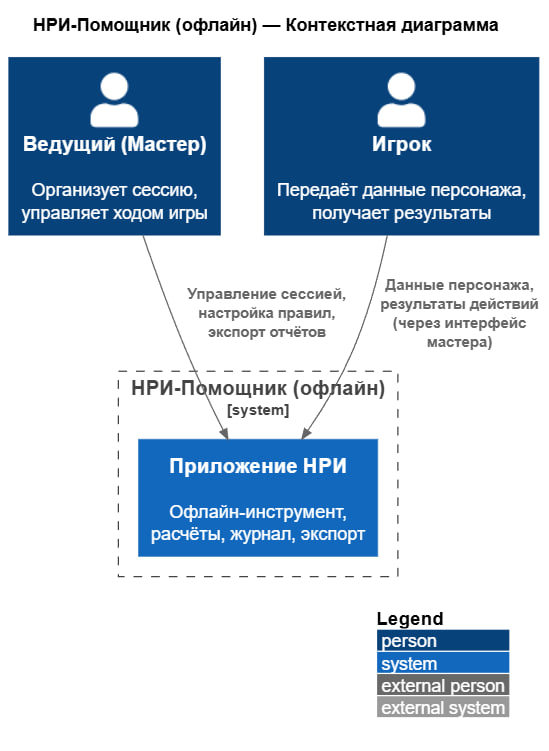 НРИ-Помощник (офлайн) — Контекстная диаграмма
Ведущий (Мастер)
Организует сессию,
управляет ходом игры
Игрок
Передаёт данные персонажа,
получает результаты
Управление сессией,
настройка правил,
экспорт отчётов
Данные персонажа,
результаты действий
(через интерфейс
мастера)
НРИ-Помощник (офлайн)
[system]
Приложение НРИ
Офлайн-инструмент,
расчёты, журнал, экспорт
Legend
person
system
external person
external system